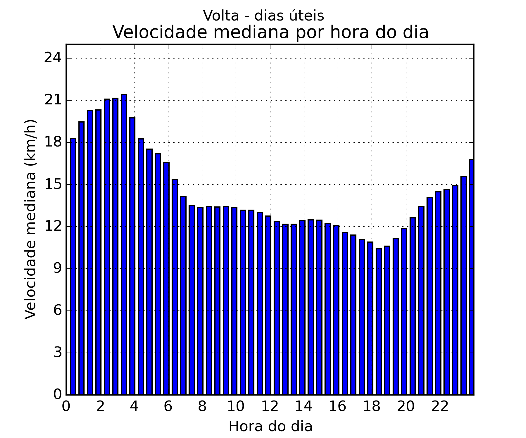 Volta - dias úteis
Velocidade mediana por hora do dia
Velocidade mediana (km/h)
24
21
18
15
12
9
6
3
0
0 2 4 6 8 10 12 14 16 18 20 22
Hora do dia